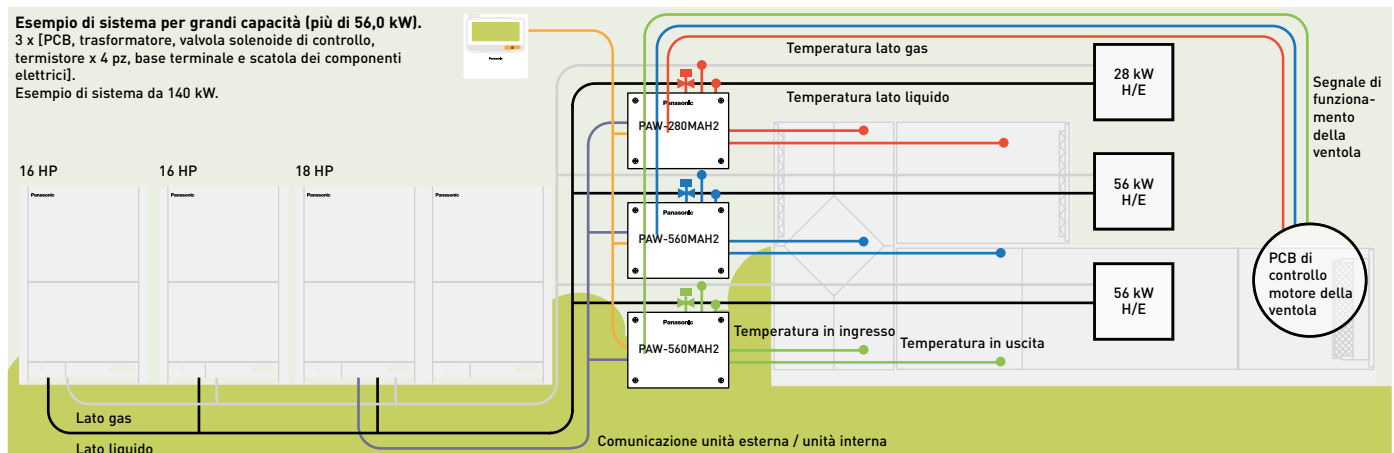 Esempio di sistema per grandi capacità (più di 56,0 kW).
3 x [PCB, trasformatore, valvola solenoide di controllo,
termistore x 4 pz, base terminale e scatola dei componenti
elettrici].
Esempio di sistema da 140 kW.
Panasonic
Temperatura lato gas
Temperatura lato liquido
28 kW
H/E
Segnale di
funziona-
mento
della
ventola
Panasonic
PAW-280MAH2
16 HP
16 HP
18 HP
Panasonic
Panasonic
Panasonic
Panasonic
56 kW
H/E
Panasonic
PAW-560MAH2
PCB di
controllo
motore della
ventola
56 kW
H/E
Panasonic
PAW-560MAH2
Temperatura in ingresso
Temperatura in uscita
Lato gas
Lato liquido
Comunicazione unità esterna / unità interna